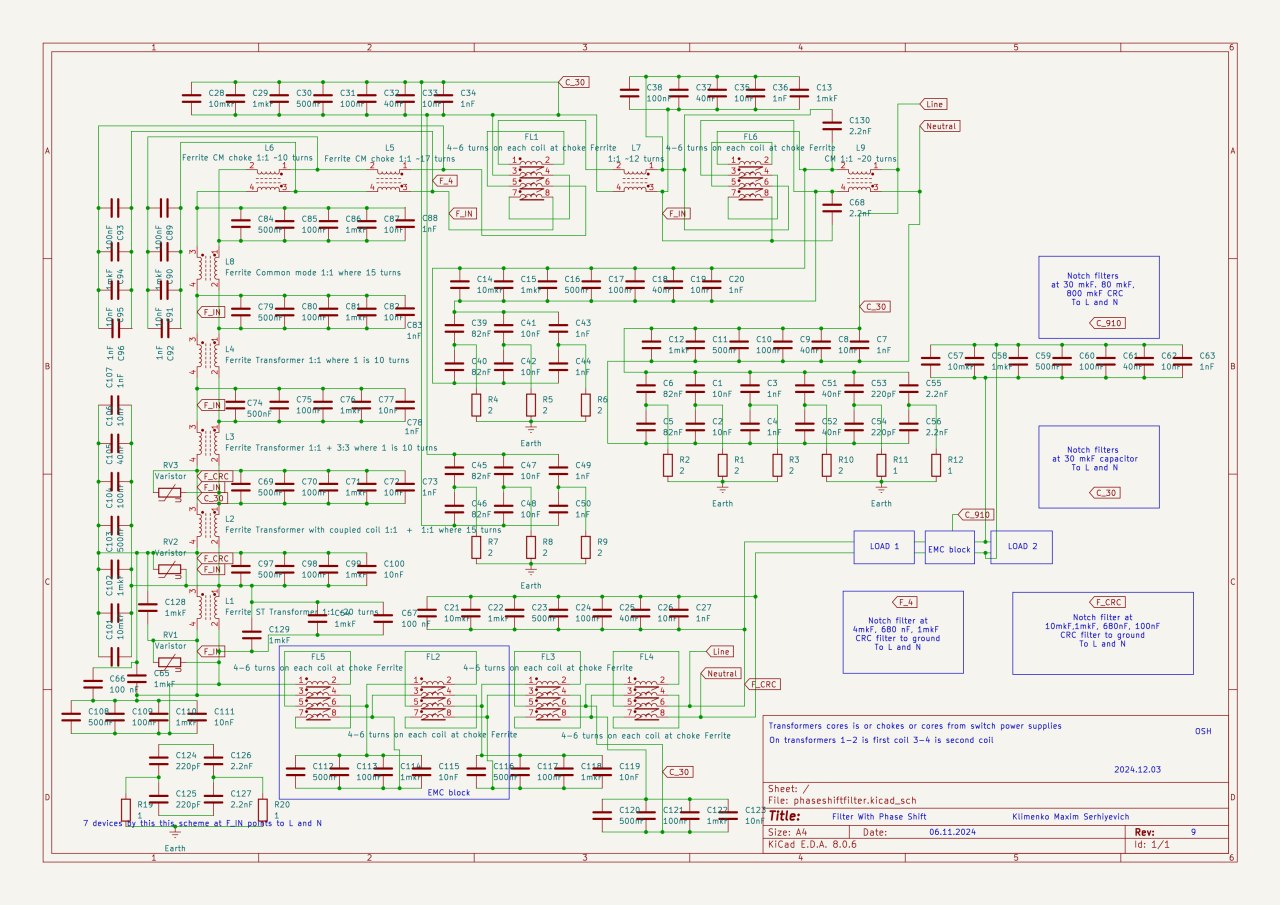 1 2 3 4 5 6
C28 10mkF C29 1mkF C30 500nF C31 100nF C32 40nF C33 10nF C34 1nF
C_30
C38 100nF C37 40nF C35 10nF C36 1nF C13 1mkF
Line
C130 2.2nF
Neutral
A
FL1
FL6
L6
L5
4-6 turns on each coil at choke Ferrite
L7
4-6 turns on each coil at choke Ferrite
L9
Ferrite CM choke 1:1 ~10 turns
Ferrite CM choke 1:1 ~17 turns
1:1 ~12 turns
CM 1:1 ~20 turns
F_4
F_IN
F_IN
C68 2.2nF
C93 100nF
C89 100nF
C84 500nF C85 100nF C86 1mkF C87 10nF C88 1nF
C94 1mkF
C90 1mkF
L8
Ferrite Common mode 1:1 where 15 turns
C95 10nF
C91 10nF
C14 10mkF C15 1mkF C16 500nF C17 100nF C18 40nF C19 10nF C20 1nF
Notch filters
at 30 mkF, 80 mkF,
800 mkF CRC
To L and N
C_910
F_IN
C79 500nF C80 100nF C81 1mkF C82 10nF C83 1nF
C_30
C96 1nF
C92 1nF
C39 82nF C41 10nF C43 1nF
C12 1mkF C11 500nF C10 100nF C9 40nF C8 10nF C7 1nF
L4
Ferrite Transformer 1:1 where 1 is 10 turns
C40 82nF C42 10nF C44 1nF
C57 10mkF C58 1mkF C59 500nF C60 100nF C61 40nF C62 10nF C63 1nF
B
C107 1nF
C106 10nF
F_IN
C74 500nF C75 100nF C76 1mkF C77 10nF C78 1nF
R4 2 R5 2 R6 2
Earth
C6 82nF C1 10nF C3 1nF C51 40nF C53 220pF C55 2.2nF
C5 82nF C2 10nF C4 1nF C52 40nF C54 220pF C56 2.2nF
C105 40nF
L3
Ferrite Transformer 1:1 + 3:3 where 1 is 10 turns
Notch filters
at 30 mkF capacitor
To L and N
C_30
RV3 Varistor
F_CRC
F_IN
C_30
C69 500nF C70 100nF C71 1mkF C72 10nF C73 1nF
C45 82nF C47 10nF C49 1nF
R2 2 R1 2 R3 2 R10 2 R11 1 R12 1
Earth
Earth
C104 100nF
C46 82nF C48 10nF C50 1nF
L2
Ferrite Transformer with coupled coil 1:1 + 1:1 where 15 turns
C_910
C103 500nF
RV2 Varistor
R7 2 R8 2 R9 2
Earth
LOAD 1
EMC block
LOAD 2
F_CRC
F_IN
C97 500nF C98 100nF C99 1mkF C100 10nF
C
C102 1mkF
C128 1mkF
L1
Ferrite ST Transformer 1:1 ~20 turns
C64 1mkF
C67 100 nF
C21 10mkF C22 1mkF C23 500nF C24 100nF C25 40nF C26 10nF C27 1nF
F_4
Notch filter at
4mkF, 680 nF, 1mkF
CRC filter to ground
To L and N
F_CRC
Notch filter at
10mkF,1mkF, 680nF, 100nF
CRC filter to ground
To L and N
C101 10mkF
RV1 Varistor
C129 1mkF
F_IN
Line
Neutral
F_CRC
FL5
FL2
FL3
FL4
4-6 turns on each coil at choke Ferrite
4-6 turns on each coil at choke Ferrite
C66 100 nF
C65 1mkF
C108 500nF C109 100nF C110 1mkF C111 10nF
4-6 turns on each coil at choke Ferrite
4-6 turns on each coil at choke Ferrite
C124 220pF C126 2.2nF
C112 500nF C113 100nF C114 1mkF C115 10nF
C116 500nF C117 100nF C118 1mkF C119 10nF
C_30
EMC block
D
C125 220pF C127 2.2nF
R19 1
R20 1
C120 500nF C121 100nF C122 1mkF C123 10nF
7 devices by this this scheme at F_IN points to L and N
Earth
Transformers cores is or chokes or cores from switch power supplies
OSH
On transformers 1-2 is first coil 3-4 is second coil
2024.12.03
Sheet: /
File: phaseshiftfilter.kicad_sch
Title: Filter With Phase Shift Klimenko Maxim Serhiyevich
Size: A4 Date: 06.11.2024 Rev: 9
KiCad E.D.A. 8.0.6 Id: 1/1
1 2 3 4 5 6